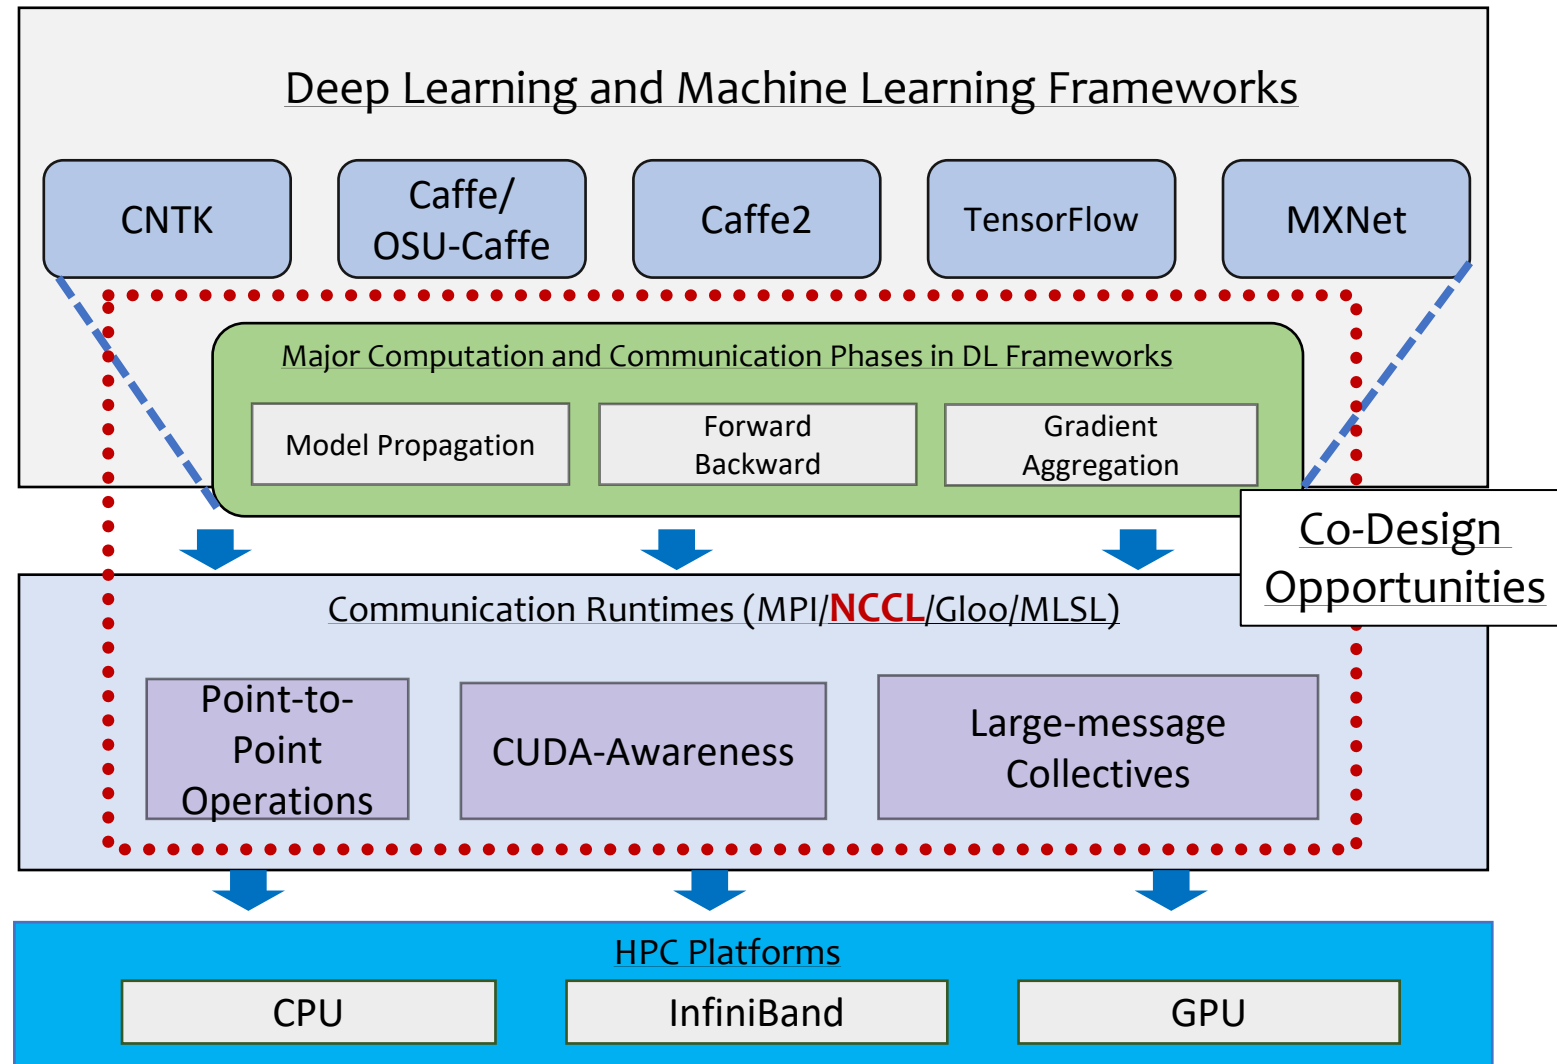 Deep Learning and Machine Learning Frameworks
CNTK
Caffe/
OSU-Caffe
Caffe2
TensorFlow
MXNet
Major Computation and Communication Phases in DL Frameworks
Model Propagation
Forward
Backward
Gradient
Aggregation
Co-Design
Opportunities
Communication Runtimes (MPI/NCCL/Gloo/MLSL)
Point-to-
Point
Operations
CUDA-Awareness
Large-message
Collectives
HPC Platforms
CPU
InfiniBand
GPU